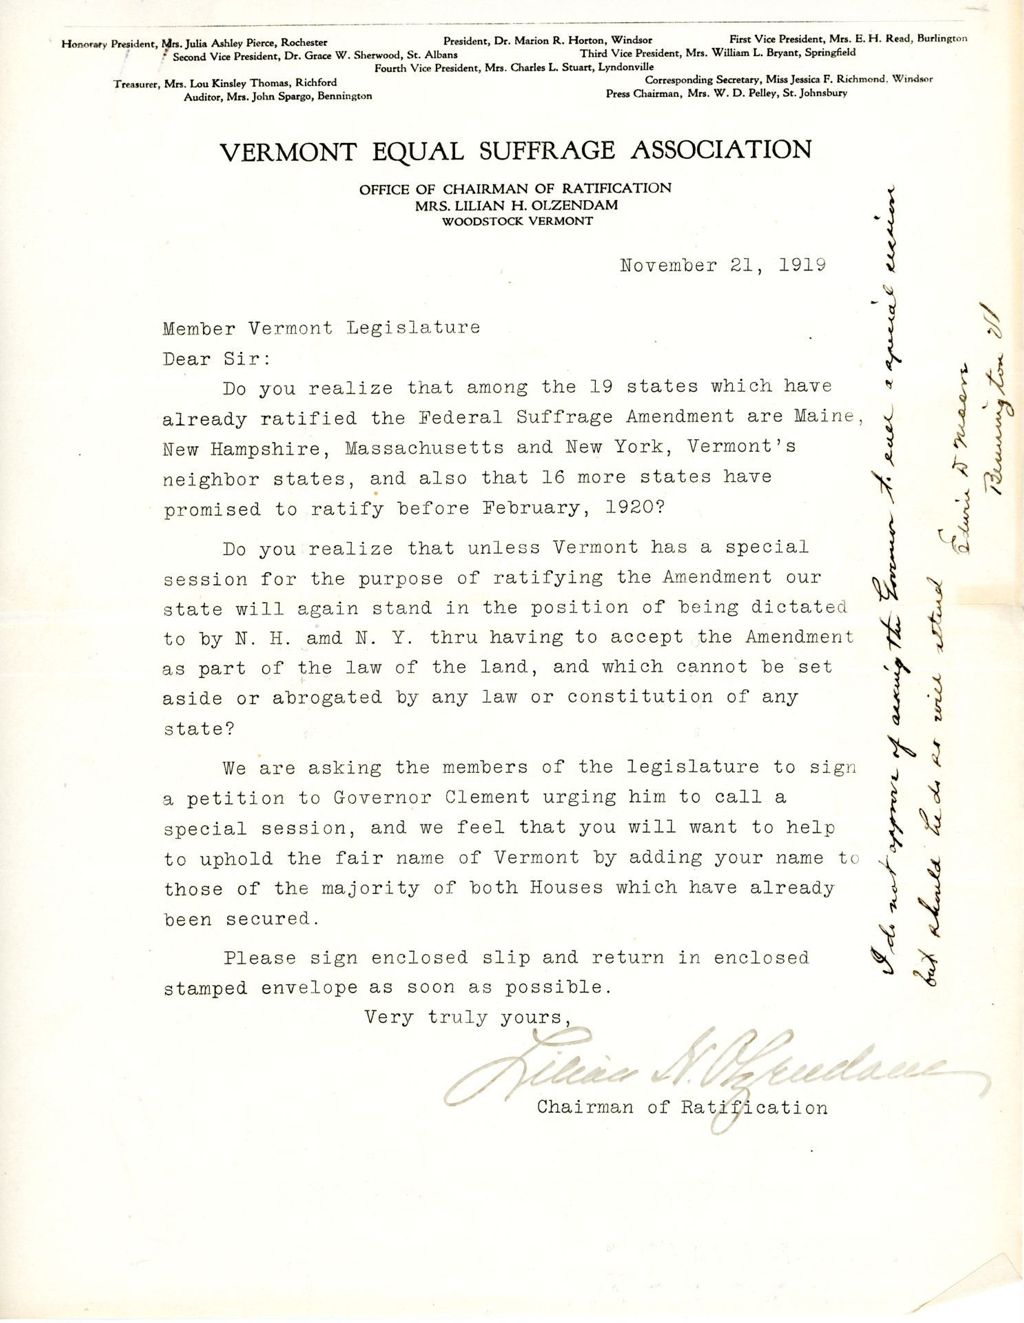 Honorary President, Mrs. Julia Ashley Pierce, Rochester President, Dr. Marion R. Horton, Windsor First Vice President, Mrs. E. H. Read, Burlington
Second Vice President, Dr. Grace W. Sherwood, St. Albans Third Vice President, Mrs. William L. Bryant, Springfield
Fourth Vice President, Mrs. Charles L. Stuart, Lyndonville
Treasurer, Mrs. Lou Kinsley Thomas, Richford Corresponding Secretary, Miss Jessica F. Richmond, Windsor
Auditor, Mrs. John Spargo, Bennington Press Chairman, Mrs. W. D. Pelley, St. Johnsbury
VERMONT EQUAL SUFFRAGE ASSOCIATION
OFFICE OF CHAIRMAN OF RATIFICATION
MRS. LILIAN H. OLZENDAM
WOODSTOCK VERMONT
November 21, 1919
Member Vermont Legislature
Dear Sir:
Do you realize that among the 19 states which have
already ratified the Federal Suffrage Amendment are Maine,
New Hampshire, Massachusetts and New York, Vermont's
neighbor states, and also that 16 more states have
promised to ratify before February, 1920?
Do you realize that unless Vermont has a special
session for the purpose of ratifying the Amendment our
state will again stand in the position of being dictated
to by N. H. amd N. Y. thru having to accept the Amendment
as part of the law of the land, and which cannot be set
aside or abrogated by any law or constitution of any
state?
We are asking the members of the legislature to sign
a petition to Governor Clement urging him to call a
special session, and we feel that you will want to help
to uphold the fair name of Vermont by adding your name to
those of the majority of both Houses which have already
been secured.
Please sign enclosed slip and return in enclosed
stamped envelope as soon as possible.
Very truly yours,
Lilian H. Olzendam
Chairman of Ratification
I do not approve of asking the Governor to call a special session
but should he do so will attend
Edwin D Moore
Bennington Vt